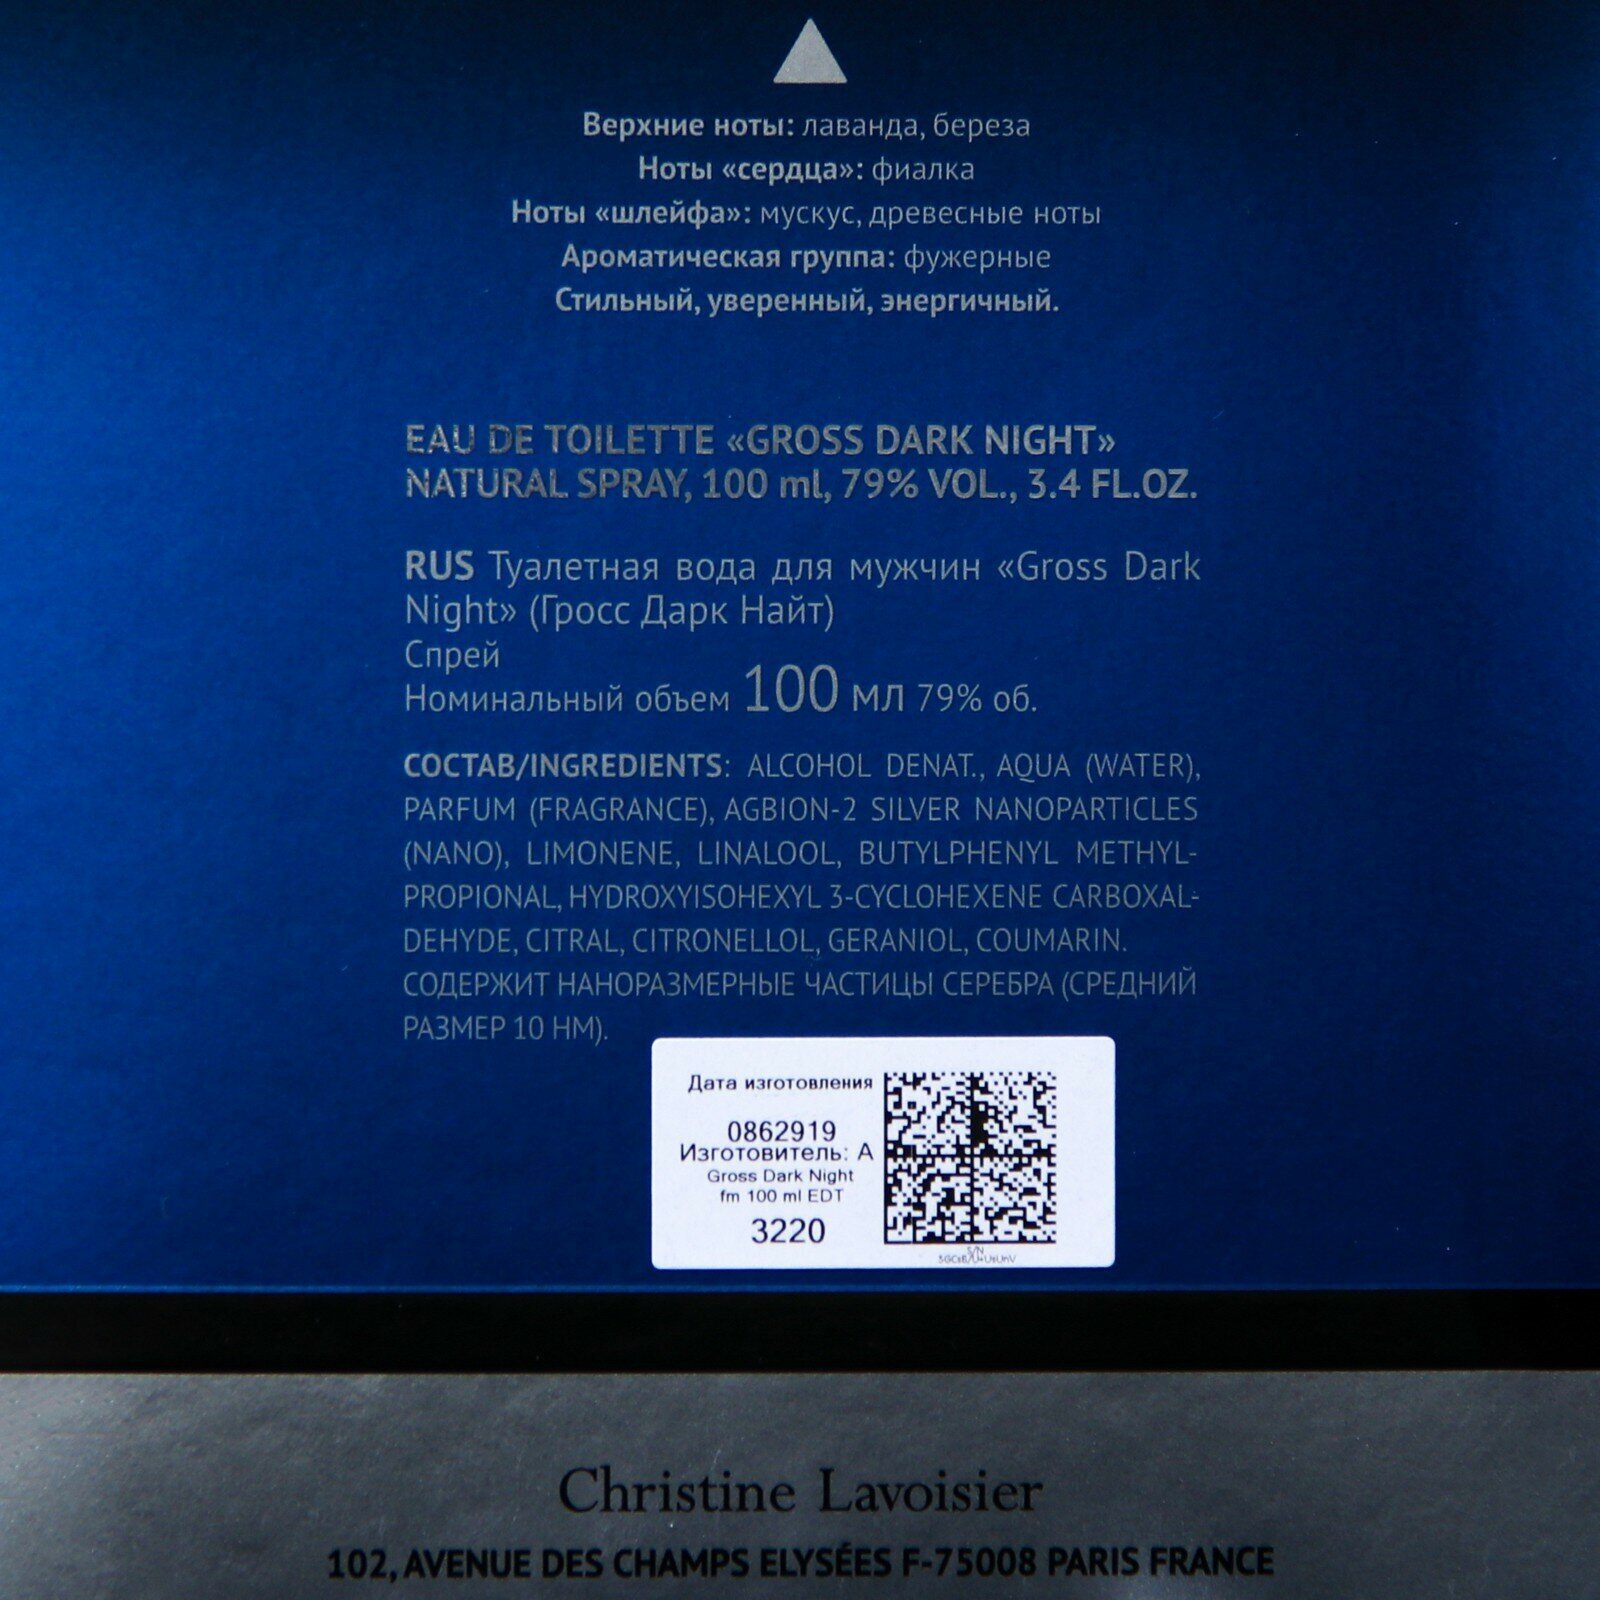 Верхние ноты: лаванда, береза
Ноты «сердца»: фиалка
Ноты «шлейфа»: мускус, древесные ноты
Ароматическая группа: фужерные
Стильный, уверенный, энергичный.
EAU DE TOILETTE «GROSS DARK NIGHT»
NATURAL SPRAY, 100 ml, 79% VOL., 3.4 FL.OZ.
RUS Туалетная вода для мужчин «Gross Dark
Night» (Гросс Дарк Найт)
Спрей
Номинальный объем 100 мл 79% об.
СОСТАВ/INGREDIENTS: ALCOHOL DENAT., AQUA (WATER),
PARFUM (FRAGRANCE), AGBION-2 SILVER NANOPARTICLES
(NANO), LIMONENE, LINALOOL, BUTYLPHENYL METHYL-
PROPIONAL, HYDROXYISOHEXYL 3-CYCLOHEXENE CARBOXAL-
DEHYDE, CITRAL, CITRONELLOL, GERANIOL, COUMARIN.
СОДЕРЖИТ НАНОРАЗМЕРНЫЕ ЧАСТИЦЫ СЕРЕБРА (СРЕДНИЙ
РАЗМЕР 10 НМ).
Дата изготовления
0862919
Изготовитель: А
Gross Dark Night
fm 100 ml EDT
3220
S/N
Christine Lavoisier
102, AVENUE DES CHAMPS ELYSÉES F-75008 PARIS FRANCE